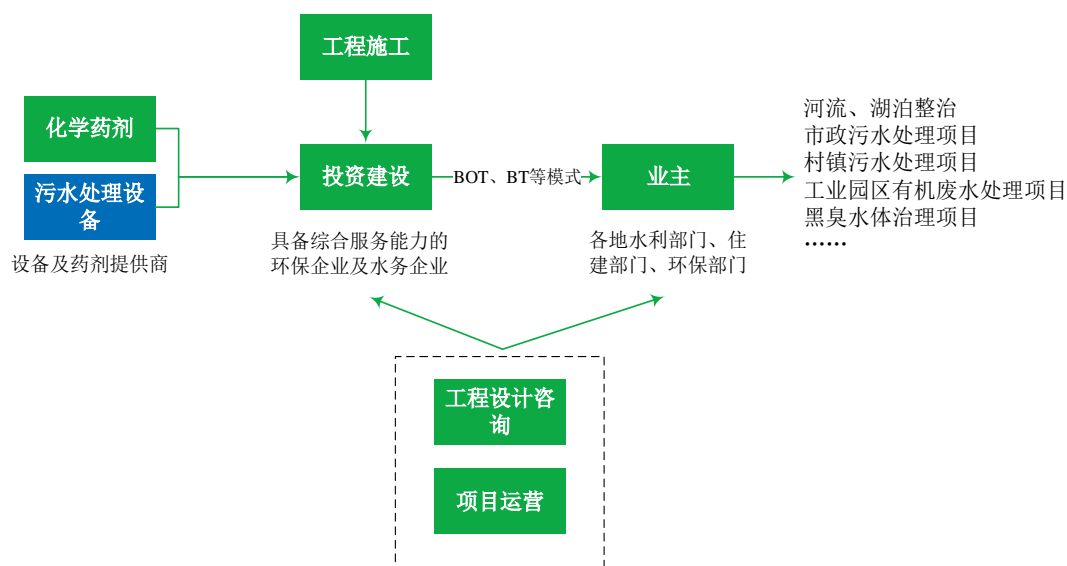 工程施工
化学药剂
污水处理设
备
设备及药剂提供商
投资建设
具备综合服务能力的
环保企业及水务企业
BOT、BT等模式
业主
各地水利部门、住
建部门、环保部门
河流、湖泊整治
市政污水处理项目
村镇污水处理项目
工业园区有机废水处理项目
黑臭水体治理项目
……
工程设计咨
询
项目运营